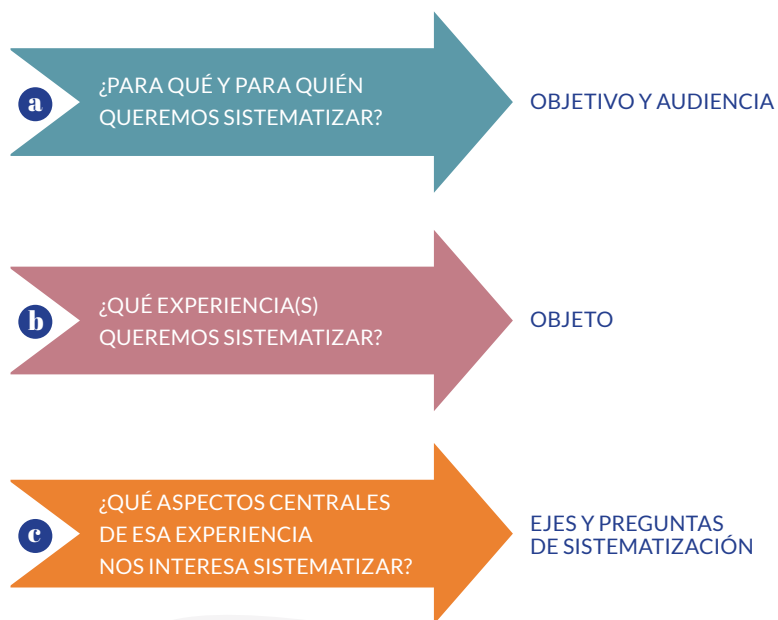 a
¿PARA QUÉ Y PARA QUIÉN
QUEREMOS SISTEMATIZAR?
OBJETIVO Y AUDIENCIA
b
¿QUÉ EXPERIENCIA(S)
QUEREMOS SISTEMATIZAR?
OBJETO
c
¿QUÉ ASPECTOS CENTRALES
DE ESA EXPERIENCIA
NOS INTERESA SISTEMATIZAR?
EJES Y PREGUNTAS
DE SISTEMATIZACIÓN